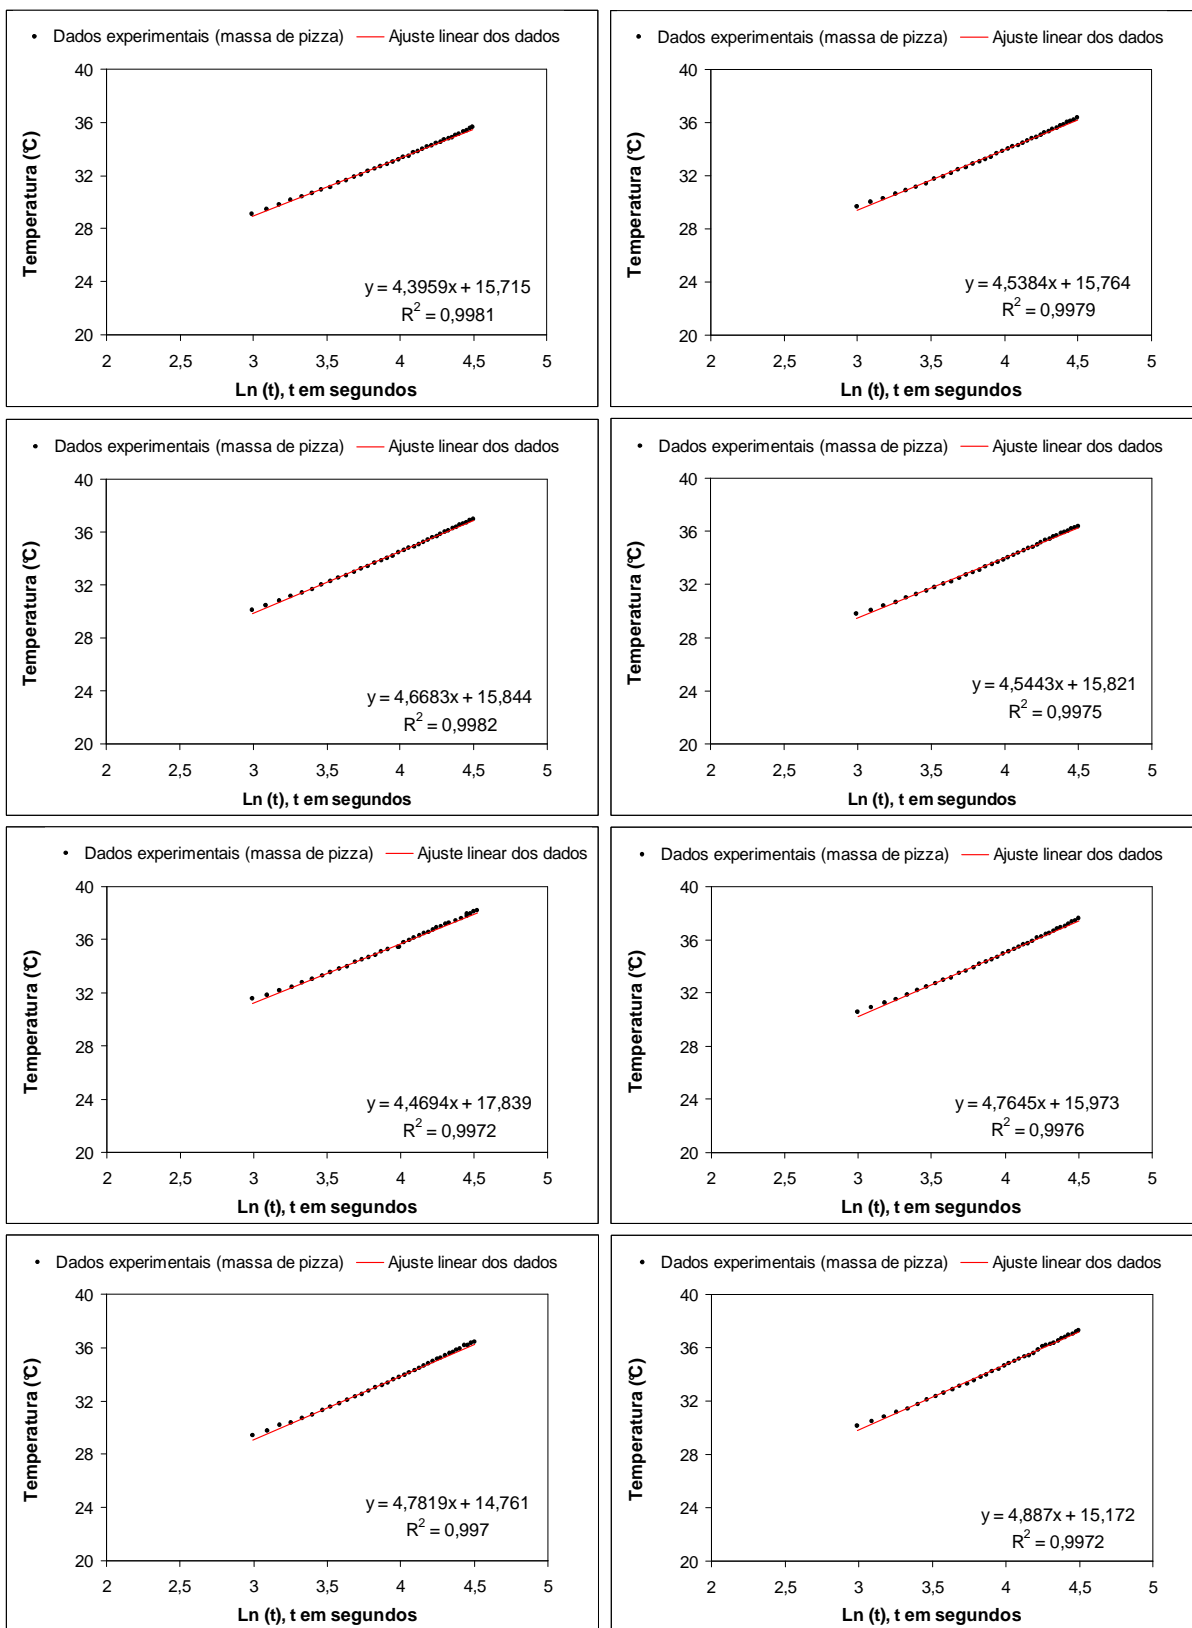 Dados experimentais (massa de pizza) Ajuste linear dos dados
40
36
32
28
24
20
Temperatura (°C)
y = 4,3959x + 15,715
R² = 0,9981
2 2,5 3 3,5 4 4,5 5
Ln (t), t em segundos
Dados experimentais (massa de pizza) Ajuste linear dos dados
40
36
32
28
24
20
Temperatura (°C)
y = 4,5384x + 15,764
R² = 0,9979
2 2,5 3 3,5 4 4,5 5
Ln (t), t em segundos
Dados experimentais (massa de pizza) Ajuste linear dos dados
40
36
32
28
24
20
Temperatura (°C)
y = 4,6683x + 15,844
R² = 0,9982
2 2,5 3 3,5 4 4,5 5
Ln (t), t em segundos
Dados experimentais (massa de pizza) Ajuste linear dos dados
40
36
32
28
24
20
Temperatura (°C)
y = 4,5443x + 15,821
R² = 0,9975
2 2,5 3 3,5 4 4,5 5
Ln (t), t em segundos
Dados experimentais (massa de pizza) Ajuste linear dos dados
40
36
32
28
24
20
Temperatura (°C)
y = 4,4694x + 17,839
R² = 0,9972
2 2,5 3 3,5 4 4,5 5
Ln (t), t em segundos
Dados experimentais (massa de pizza) Ajuste linear dos dados
40
36
32
28
24
20
Temperatura (°C)
y = 4,7645x + 15,973
R² = 0,9976
2 2,5 3 3,5 4 4,5 5
Ln (t), t em segundos
Dados experimentais (massa de pizza) Ajuste linear dos dados
40
36
32
28
24
20
Temperatura (°C)
y = 4,7819x + 14,761
R² = 0,997
2 2,5 3 3,5 4 4,5 5
Ln (t), t em segundos
Dados experimentais (massa de pizza) Ajuste linear dos dados
40
36
32
28
24
20
Temperatura (°C)
y = 4,887x + 15,172
R² = 0,9972
2 2,5 3 3,5 4 4,5 5
Ln (t), t em segundos